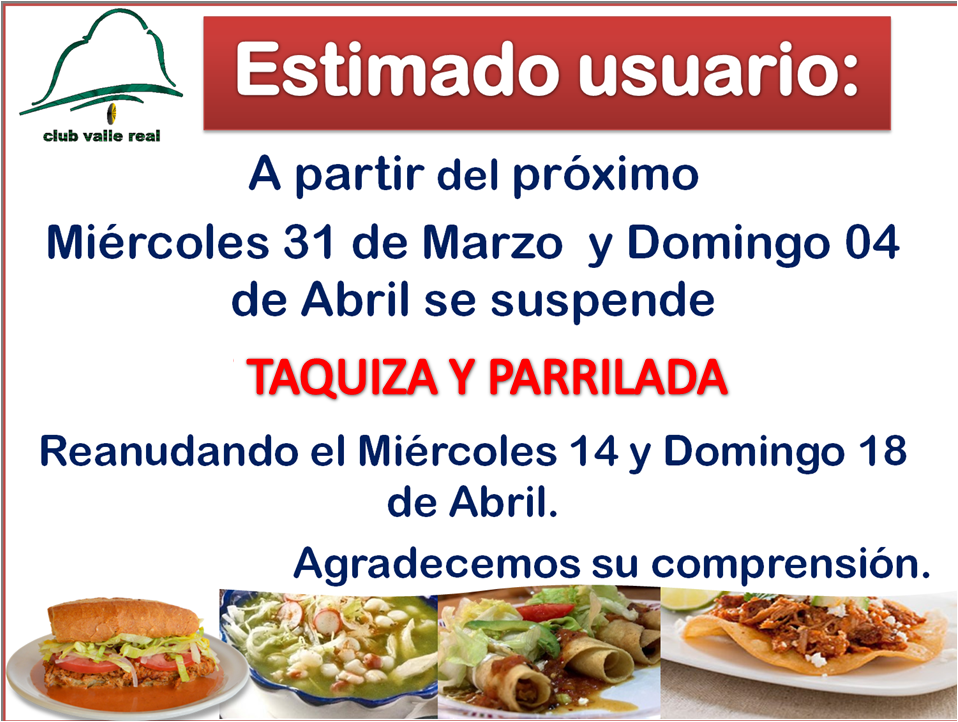 club valle real
Estimado usuario:
A partir del próximo
Miércoles 31 de Marzo y Domingo 04
de Abril se suspende
TAQUIZA Y PARRILADA
Reanudando el Miércoles 14 y Domingo 18
de Abril.
Agradecemos su comprensión.